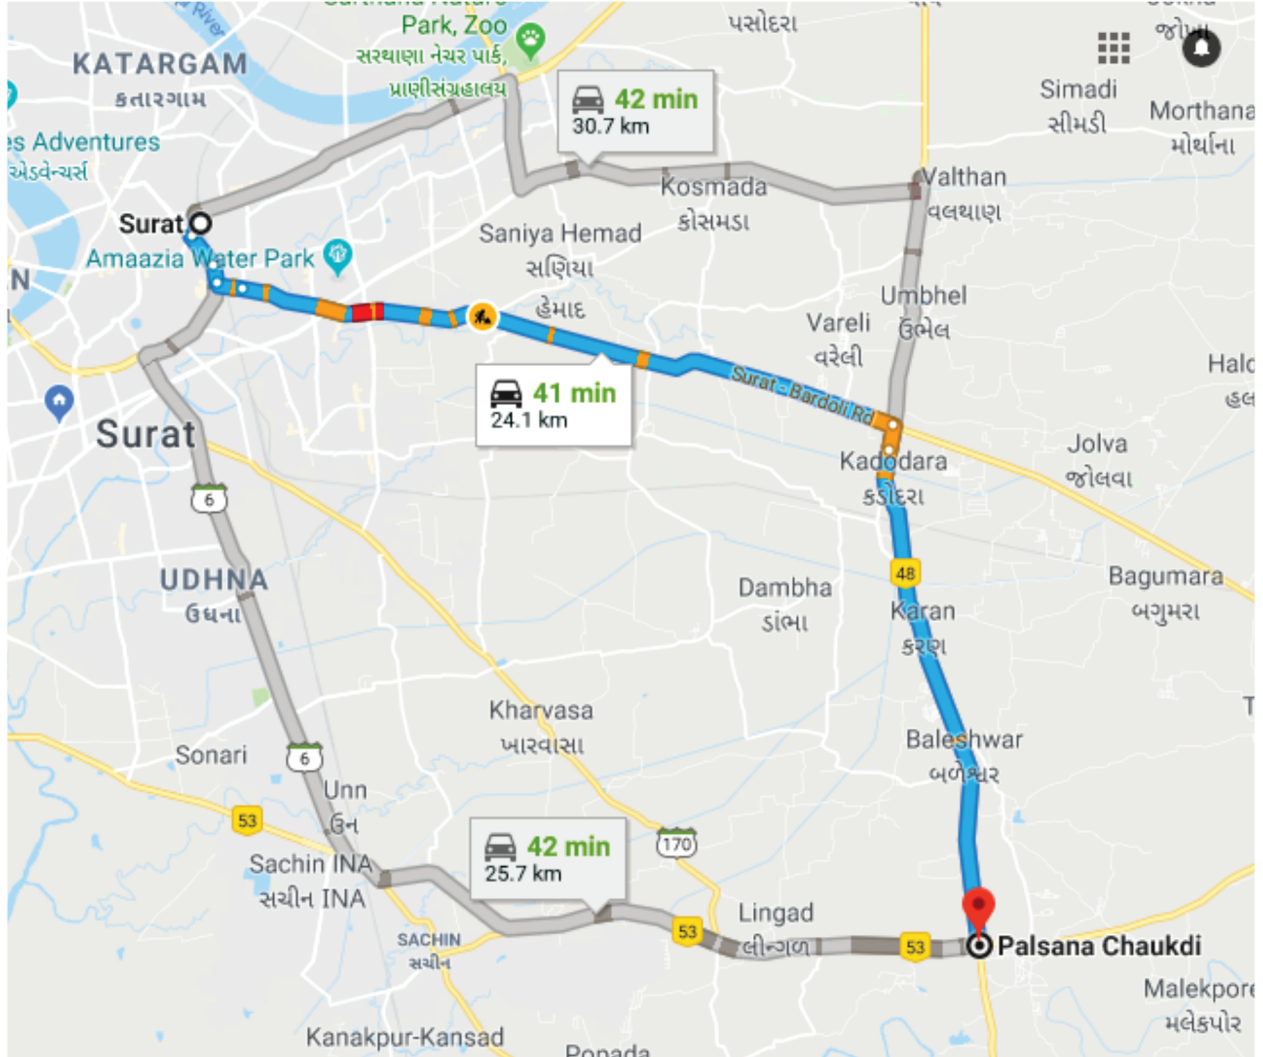 Park, Zoo
સરથાણા નેચર પાર્ક,
પ્રાણીસંગ્રહાલય
પસોદરા
KATARGAM
કતારગામ
Simadi
સીમડી
Morthana
મોર્થાના
es Adventures
એડવેન્ચર્સ
42 min
30.7 km
Valthan
વલથાણ
Kosmada
કોસમડા
Surat
Saniya Hemad
સણિયા
હેમાદ
Amaazia Water Park
N
Umbhel
ઉંભેલ
Vareli
વરેલી
41 min
24.1 km
Surat - Bardoli Rd
Surat
Kadodara
કડોદરા
Jolva
જોલવા
6
UDHNA
ઉધના
48
Dambha
ડાંભા
Karan
કરણ
Bagumara
બગુમરા
Kharvasa
ખારવાસા
Sonari
6
Baleshwar
બળેશ્વર
Unn
ઉન
53
42 min
25.7 km
170
Sachin INA
સચીન INA
SACHIN
સચીન
53
Lingad
લીન્ગળ
53
Palsana Chaukdi
Malekpore
મલેકપોર
Kanakpur-Kansad
Popada